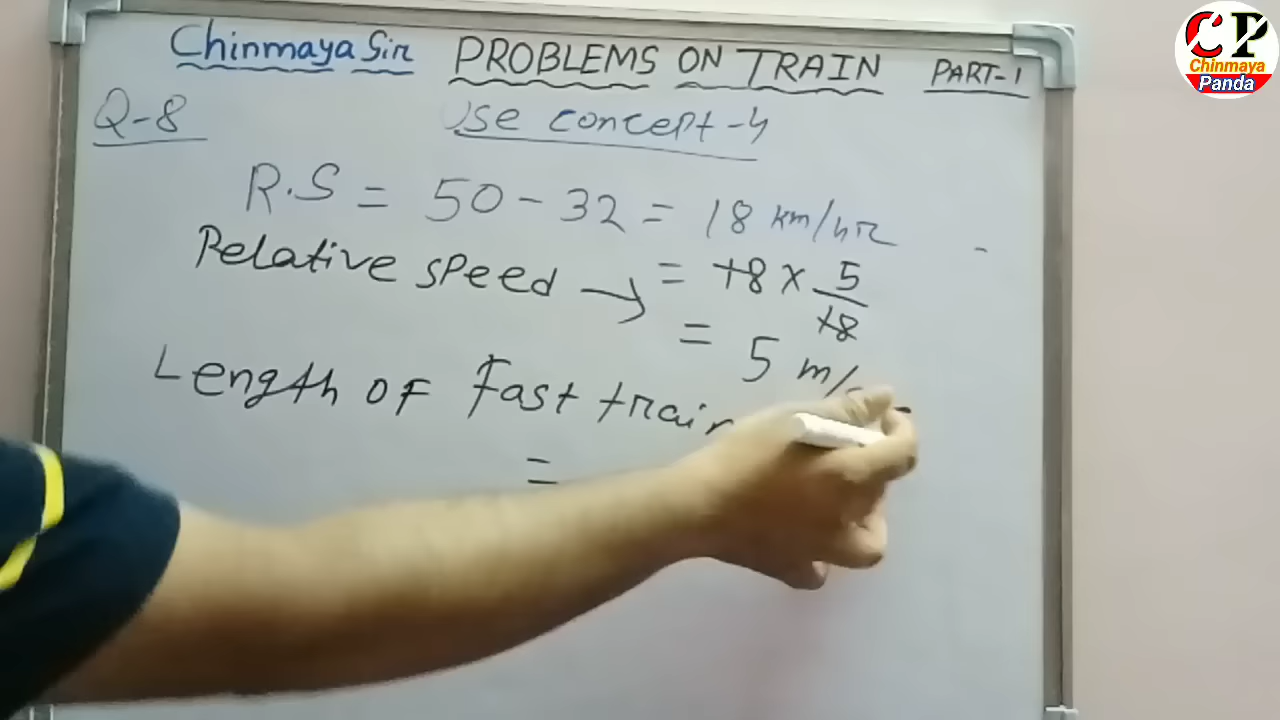 Chinmaya Sir PROBLEMS ON TRAIN PART-1
CP
Chinmaya
Panda
Q-8 Use concept-4
R.S = 50 - 32 = 18 km/hr
Relative speed → = 18 x 5/18
= 5 m/
Length of fast train
=